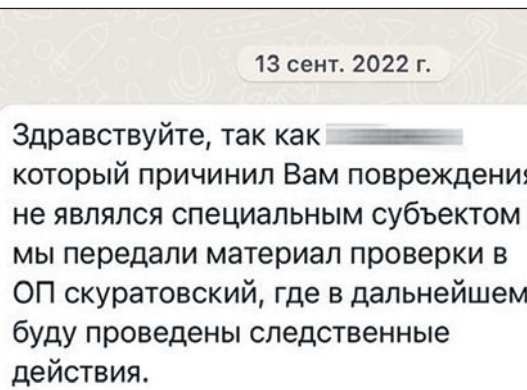 13 сент. 2022 г.
Здравствуйте, так как
который причинил Вам повреждения
не являлся специальным субъектом
мы передали материал проверки в
ОП скуратовский, где в дальнейшем
буду проведены следственные
действия.